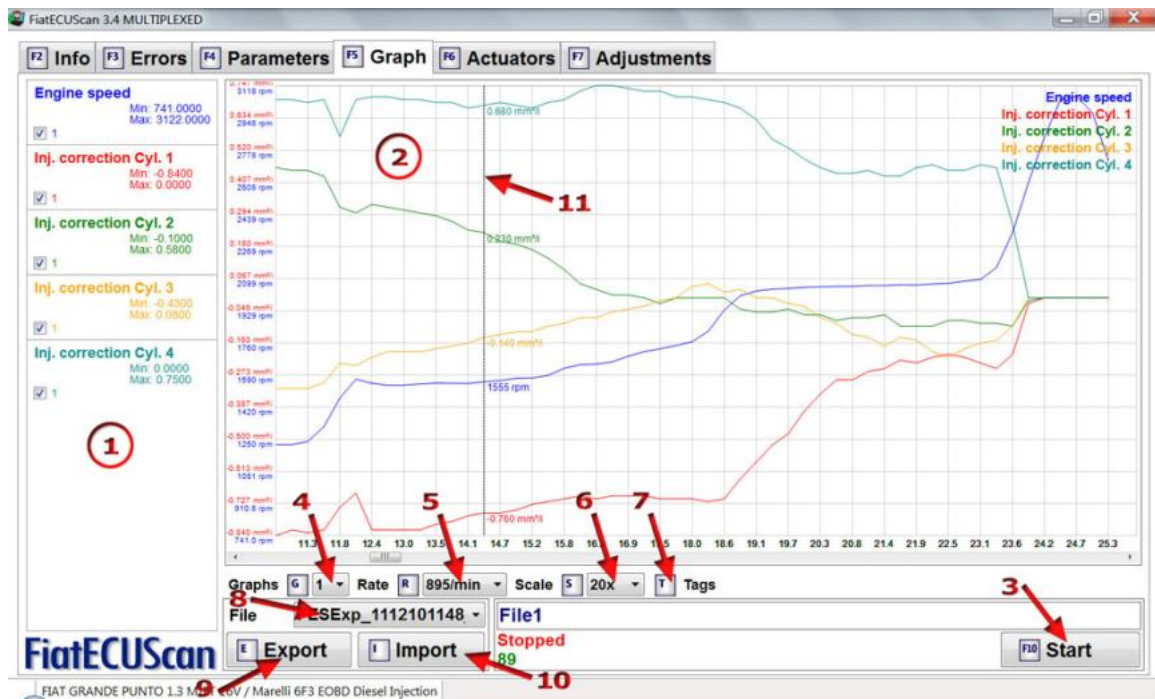 FiatECUScan 3.4 MULTIPLEXED
F2 Info F3 Errors F4 Parameters F5 Graph F6 Actuators F7 Adjustments
Engine speed
Min: 741.0000
Max: 3122.0000
1
Inj. correction Cyl. 1
Min: -0.8400
Max: 0.0000
1
Inj. correction Cyl. 2
Min: -0.1000
Max: 0.5800
1
Inj. correction Cyl. 3
Min: -0.4300
Max: 0.0800
1
Inj. correction Cyl. 4
Min: 0.0000
Max: 0.7500
1
1
3118 rpm
2948 rpm
2778 rpm
2439 rpm
2269 rpm
2099 rpm
1929 rpm
1760 rpm
1590 rpm
1420 rpm
1250 rpm
1081 rpm
910.8 rpm
741.0 rpm
Engine speed
Inj. correction Cyl. 1
Inj. correction Cyl. 2
Inj. correction Cyl. 3
Inj. correction Cyl. 4
2
11
0.680 mm³/i
0.230 mm³/i
-0.140 mm³/i
1555 rpm
-0.760 mm³/i
4 5 6 7
11.3 11.8 12.4 13.0 13.5 14.1 14.7 15.2 15.8 16.9 18.0 18.6 19.1 19.7 20.3 20.8 21.4 21.9 22.5 23.1 23.6 24.2 24.7 25.3
Graphs G 1 Rate R 895/min Scale S 20x T Tags
3
8
File ESExp_1112101148 File1
E Export I Import
Stopped
89
F10 Start
9 10
FiatECUScan
FIAT GRANDE PUNTO 1.3 16V / Marelli 6F3 EOBD Diesel Injection